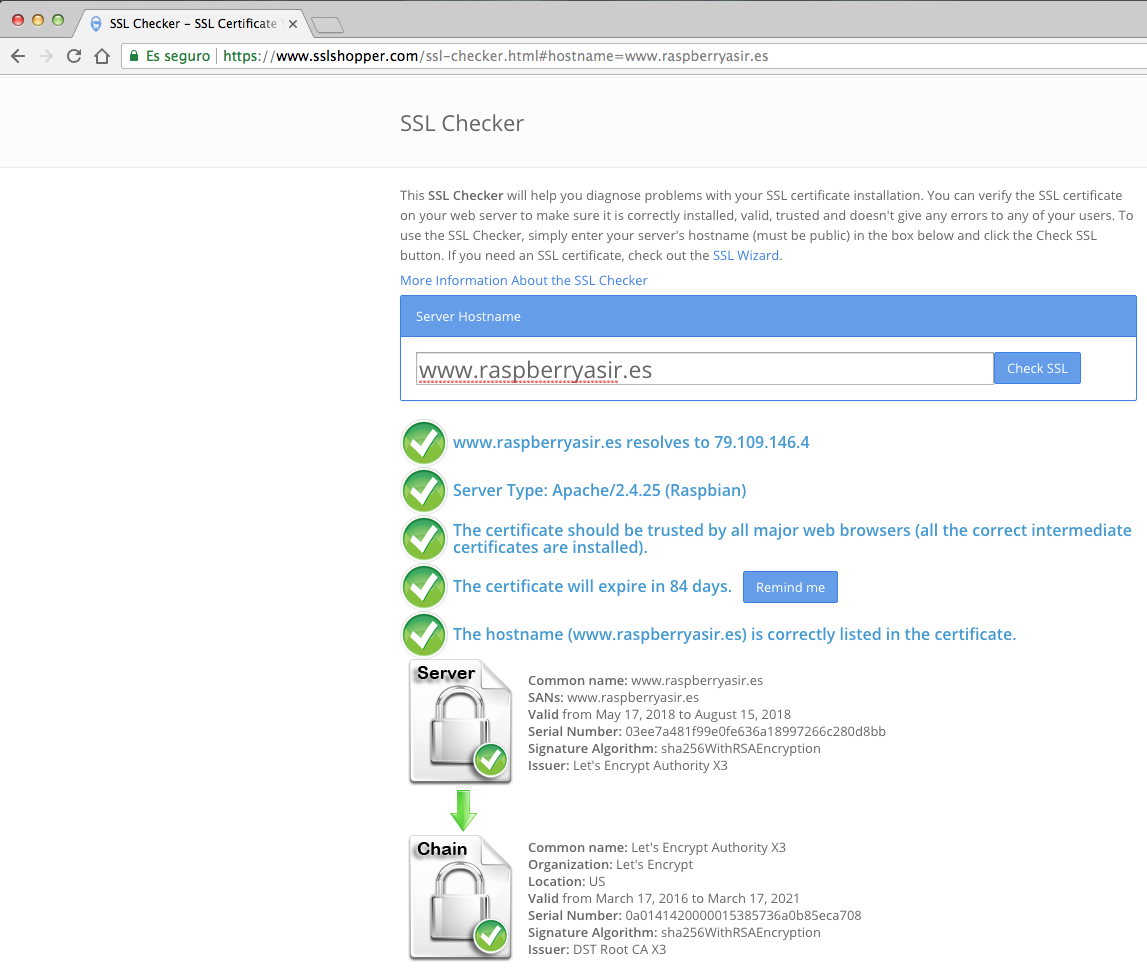 SSL Checker – SSL Certificate
Es seguro https://www.sslshopper.com/ssl-checker.html#hostname=www.raspberryasir.es
SSL Checker
This SSL Checker will help you diagnose problems with your SSL certificate installation. You can verify the SSL certificate
on your web server to make sure it is correctly installed, valid, trusted and doesn't give any errors to any of your users. To
use the SSL Checker, simply enter your server's hostname (must be public) in the box below and click the Check SSL
button. If you need an SSL certificate, check out the SSL Wizard.
More Information About the SSL Checker
Server Hostname
www.raspberryasir.es Check SSL
www.raspberryasir.es resolves to 79.109.146.4
Server Type: Apache/2.4.25 (Raspbian)
The certificate should be trusted by all major web browsers (all the correct intermediate
certificates are installed).
The certificate will expire in 84 days. Remind me
The hostname (www.raspberryasir.es) is correctly listed in the certificate.
Server
Common name: www.raspberryasir.es
SANs: www.raspberryasir.es
Valid from May 17, 2018 to August 15, 2018
Serial Number: 03ee7a481f99e0fe636a18997266c280d8bb
Signature Algorithm: sha256WithRSAEncryption
Issuer: Let's Encrypt Authority X3
Chain
Common name: Let's Encrypt Authority X3
Organization: Let's Encrypt
Location: US
Valid from March 17, 2016 to March 17, 2021
Serial Number: 0a0141420000015385736a0b85eca708
Signature Algorithm: sha256WithRSAEncryption
Issuer: DST Root CA X3